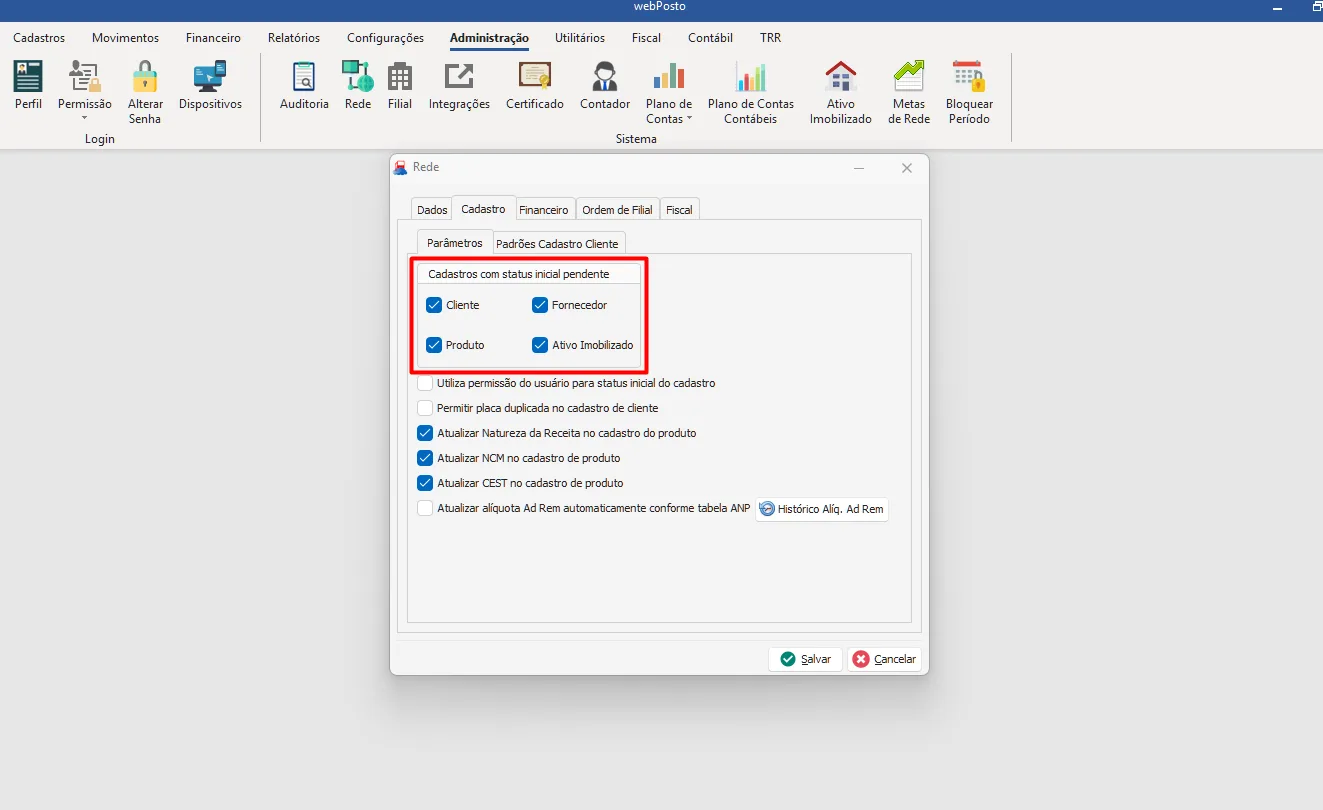 webPosto
Cadastros Movimentos Financeiro Relatórios Configurações Administração Utilitários Fiscal Contábil TRR
Perfil Permissão Alterar Senha Dispositivos Auditoria Rede Filial Integrações Certificado Contador Plano de Contas Plano de Contas Contábeis Ativo Imobilizado Metas de Rede Bloquear Período
Login Sistema
Rede
Dados Cadastro Financeiro Ordem de Filial Fiscal
Parâmetros Padrões Cadastro Cliente
Cadastros com status inicial pendente
Cliente Fornecedor
Produto Ativo Imobilizado
Utiliza permissão do usuário para status inicial do cadastro
Permitir placa duplicada no cadastro de cliente
Atualizar Natureza da Receita no cadastro do produto
Atualizar NCM no cadastro de produto
Atualizar CEST no cadastro de produto
Atualizar alíquota Ad Rem automaticamente conforme tabela ANP Histórico Alíq. Ad Rem
Salvar Cancelar